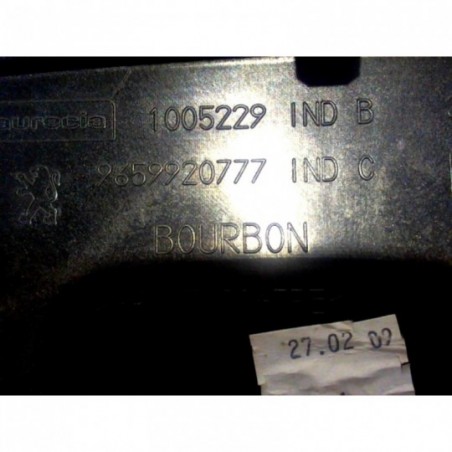 faurecia 1005229 IND B
9659920777 IND C
BOURBON
27.02 07